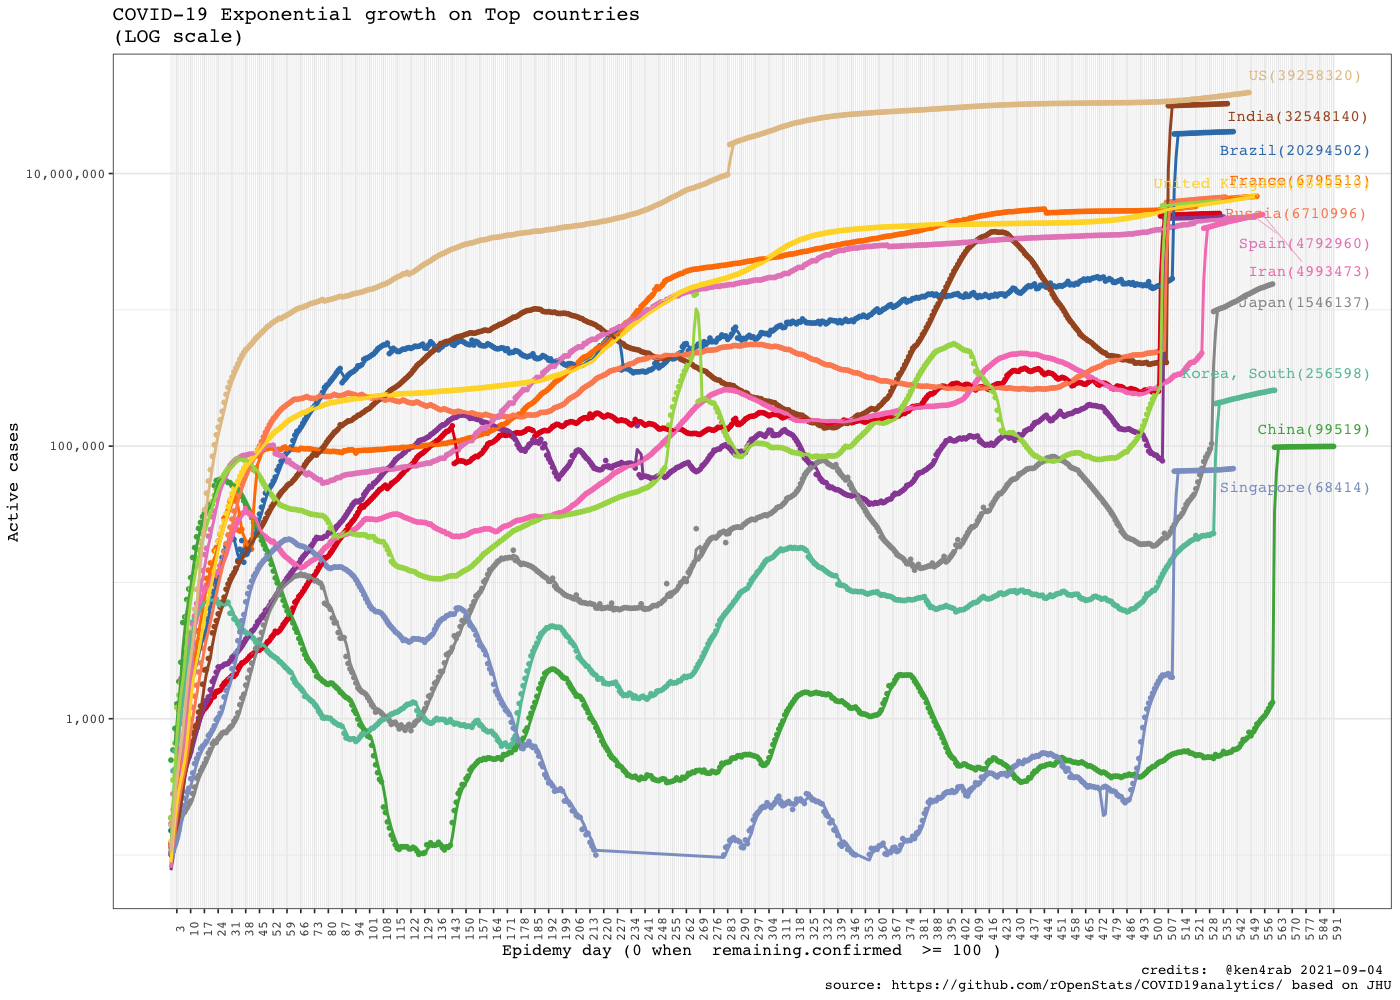 COVID-19 Exponential growth on Top countries
(LOG scale)
US(39258320)
India(32548140)
Brazil(20294502)
France(6795513)
United Kingdom
Russia(6710996)
Spain(4792960)
Iran(4993473)
Japan(1546137)
Korea, South(256598)
China(99519)
Singapore(68414)
10,000,000
100,000
1,000
Active cases
3 10 17 24 31 38 45 52 59 66 73 80 87 94 101 108 115 122 129 136 143 150 157 164 171 178 185 192 199 206 213 220 227 234 241 248 255 262 269 276 283 290 297 304 311 318 325 332 339 346 353 360 367 374 381 388 395 402 409 416 423 430 437 444 451 458 465 472 479 486 493 500 507 514 521 528 535 542 549 556 563 570 577 584 591
Epidemy day (0 when  remaining.confirmed  >= 100 )
credits:  @ken4rab 2021-09-04
source: https://github.com/rOpenStats/COVID19analytics/ based on JHU